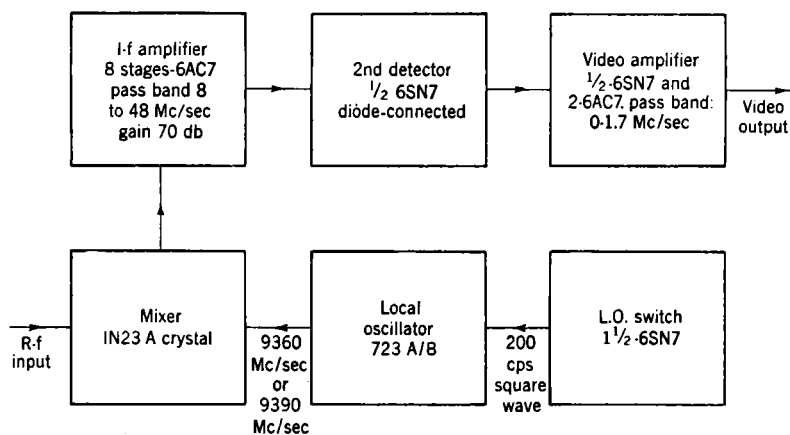 I-f amplifier
8 stages-6AC7
pass band 8
to 48 Mc/sec
gain 70 db
2nd detector
1/2 6SN7
diode-connected
Video amplifier
1/2-6SN7 and
2-6AC7. pass band:
0-1.7 Mc/sec
Video
output
Mixer
IN23 A crystal
R-f
input
9360
Mc/sec
or
9390
Mc/sec
Local
oscillator
723 A/B
200
cps
square
wave
L.O. switch
1 1/2-6SN7